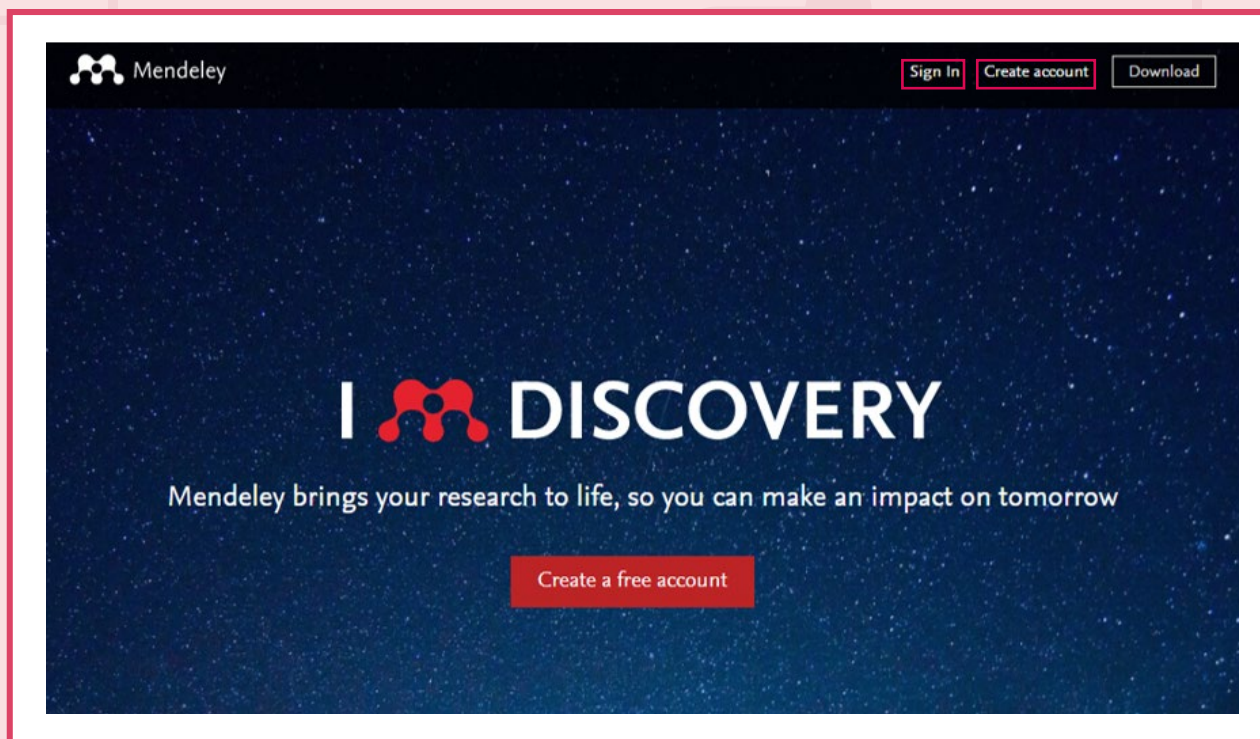 Mendeley
Sign In Create account Download
I DISCOVERY
Mendeley brings your research to life, so you can make an impact on tomorrow
Create a free account